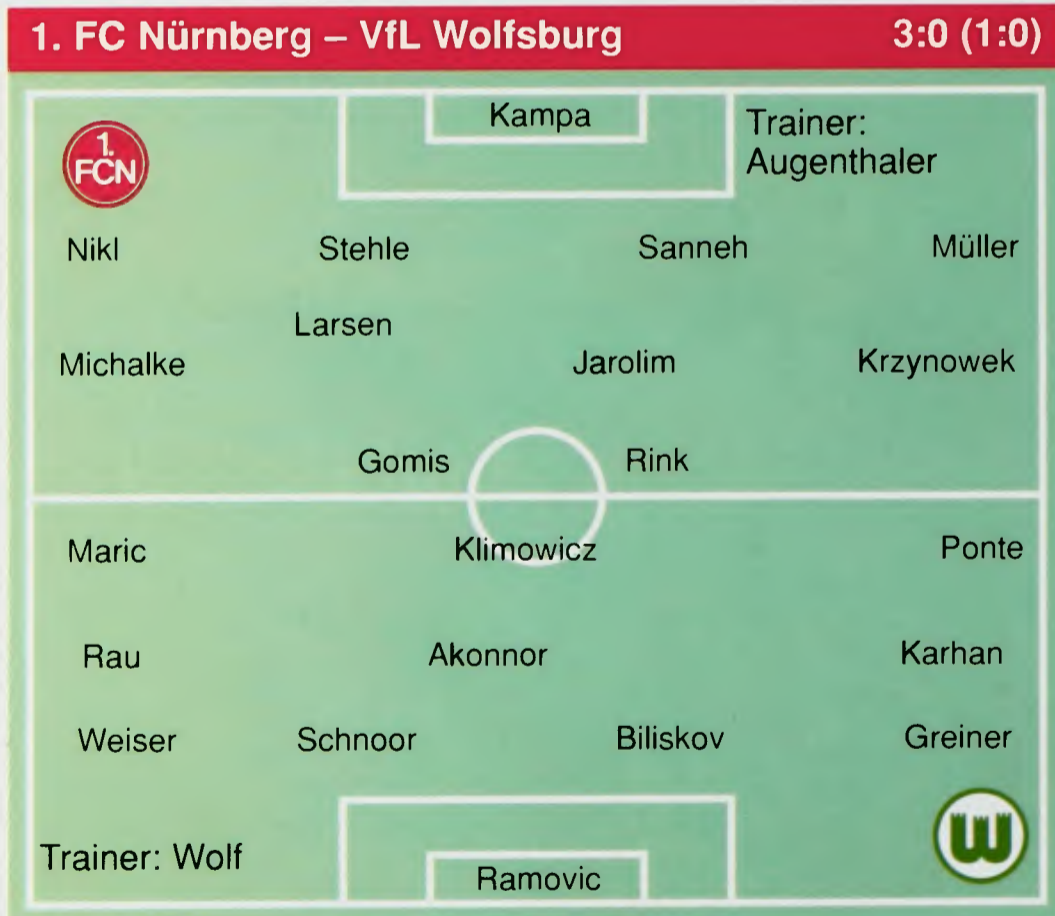 1. FC Nürnberg – VfL Wolfsburg 3:0 (1:0)
Kampa
Trainer:
Augenthaler
1.
FCN
Nikl Stehle Sanneh Müller
Larsen
Michalke Jarolim Krzynowek
Gomis Rink
Maric Klimowicz Ponte
Rau Akonnor Karhan
Weiser Schnoor Biliskov Greiner
W
Trainer: Wolf
Ramovic